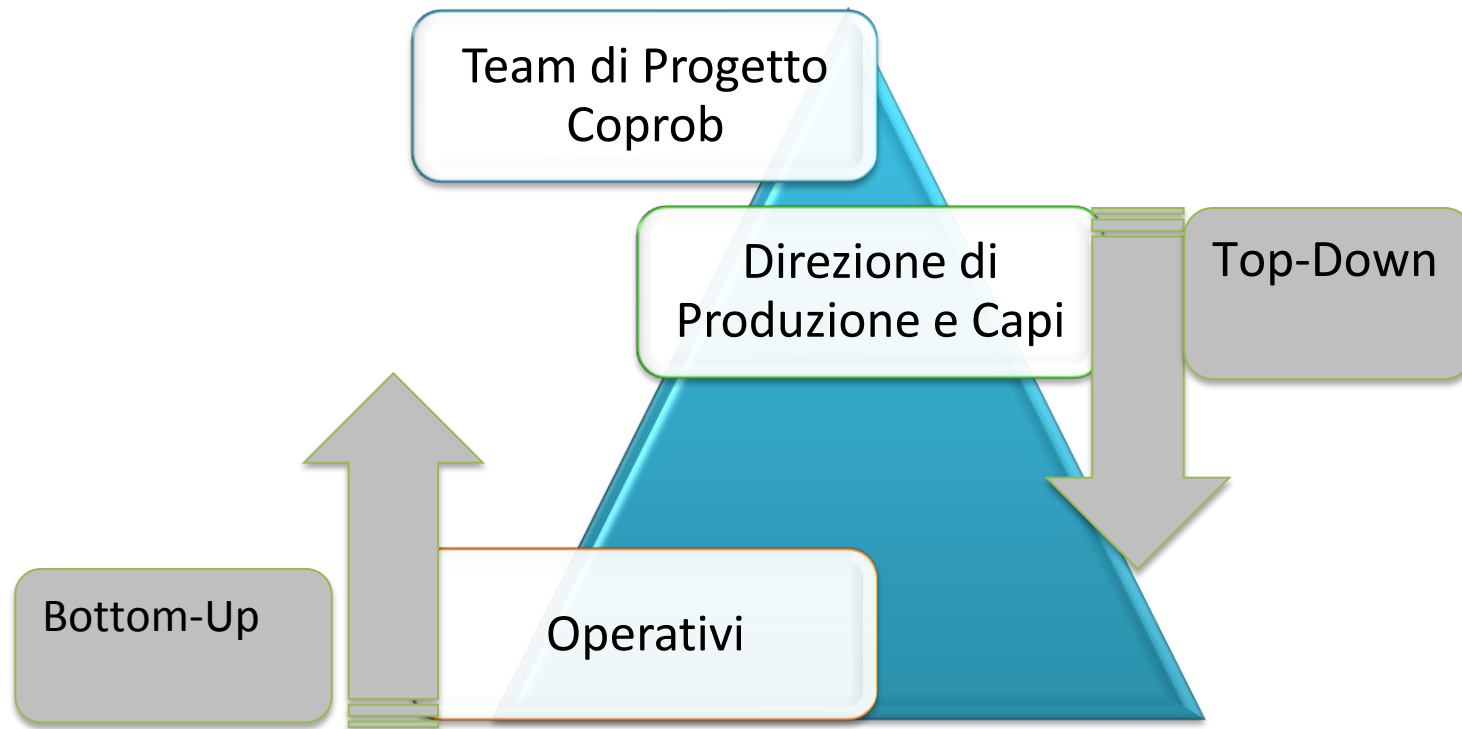 Team di Progetto
Coprob
Direzione di
Produzione e Capi
Top-Down
Bottom-Up
Operativi